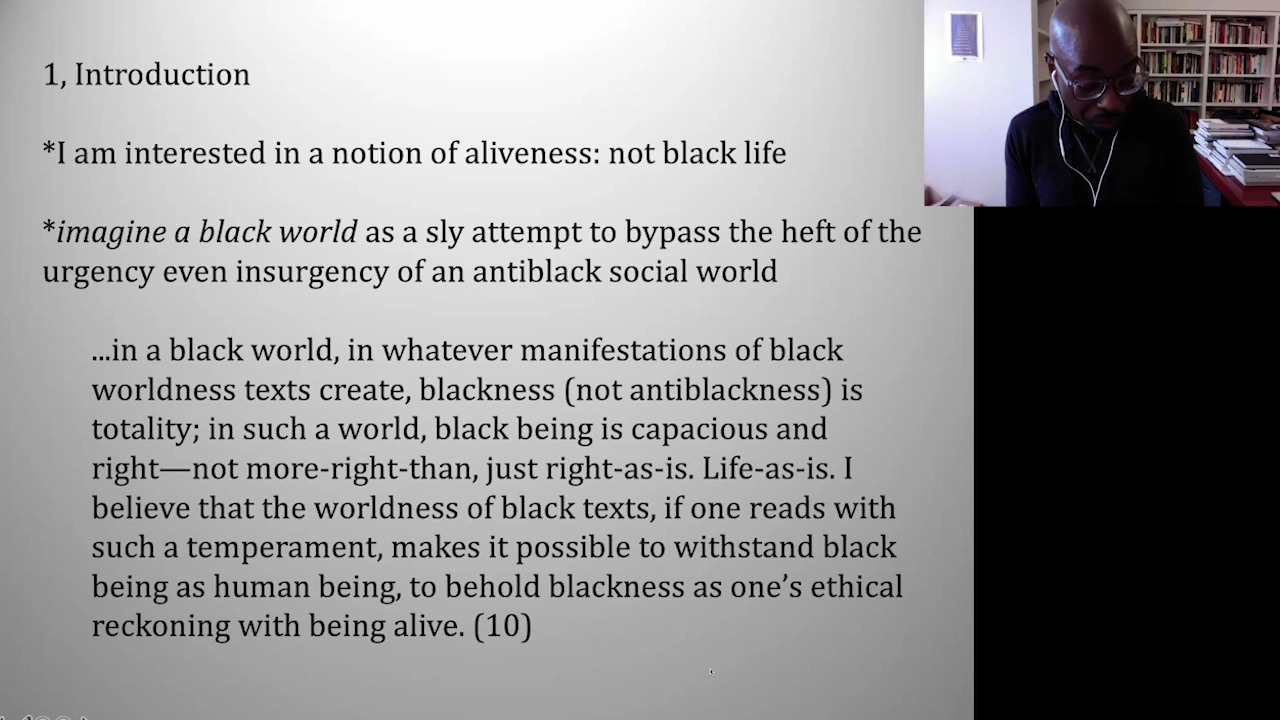 1, Introduction
*I am interested in a notion of aliveness: not black life
*imagine a black world as a sly attempt to bypass the heft of the
urgency even insurgency of an antiblack social world
...in a black world, in whatever manifestations of black
worldness texts create, blackness (not antiblackness) is
totality; in such a world, black being is capacious and
right—not more-right-than, just right-as-is. Life-as-is. I
believe that the worldness of black texts, if one reads with
such a temperament, makes it possible to withstand black
being as human being, to behold blackness as one’s ethical
reckoning with being alive. (10)